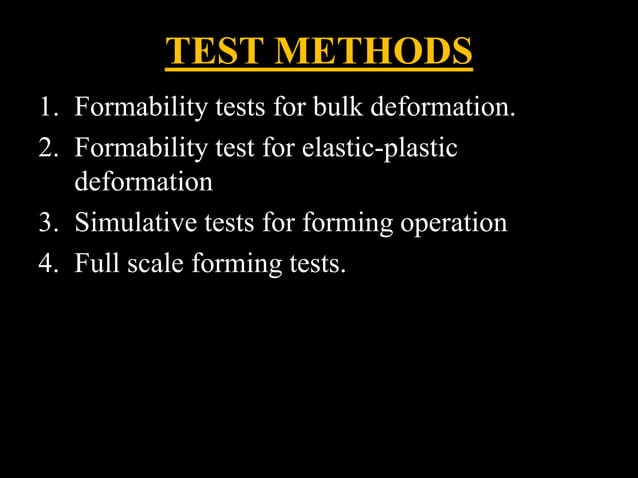 TEST METHODS
1. Formability tests for bulk deformation.
2. Formability test for elastic-plastic
deformation
3. Simulative tests for forming operation
4. Full scale forming tests.